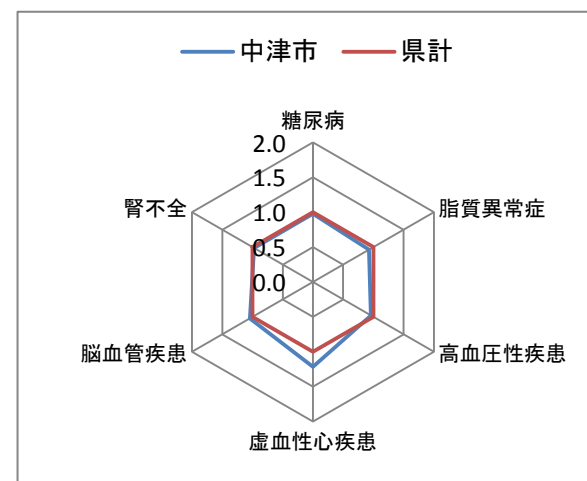 中津市 県計
糖尿病
2.0
1.5
1.0
0.5
0.0
脂質異常症
高血圧性疾患
虚血性心疾患
脳血管疾患
腎不全